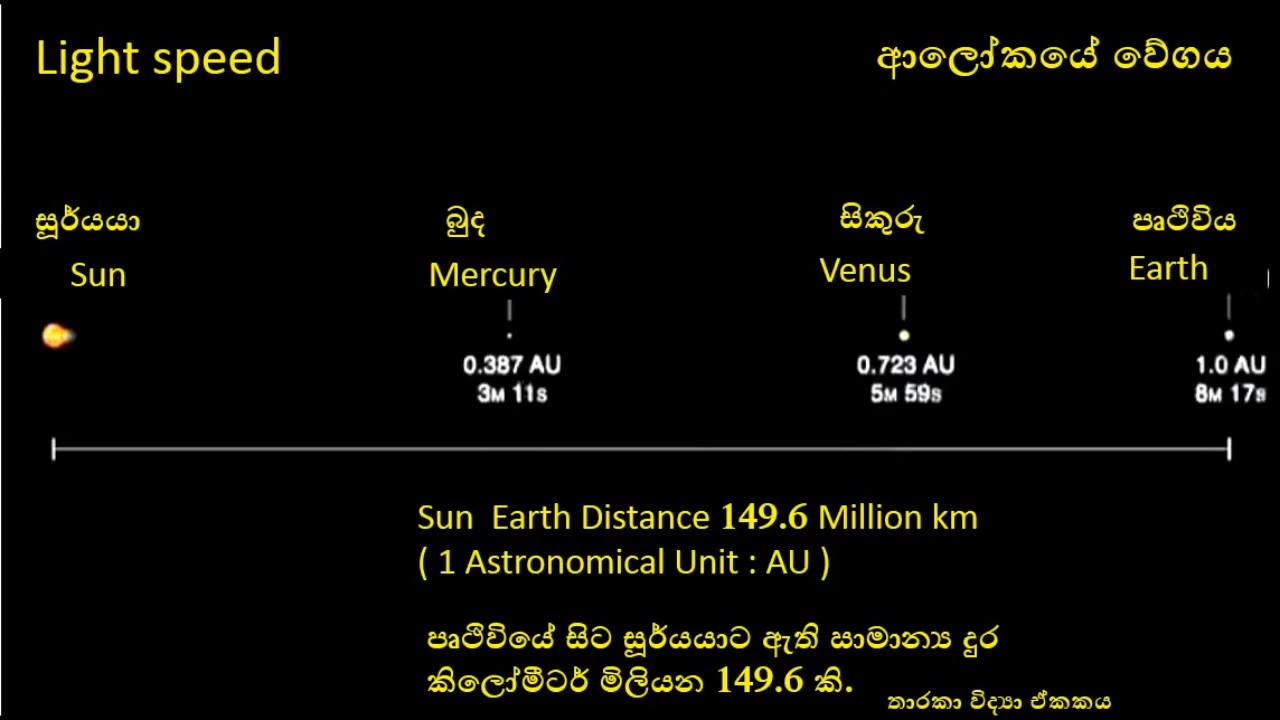 Light speed
ආලෝකයේ වේගය
සූර්යයා
බුද
සිකුරු
පෘථිවිය
Sun
Mercury
Venus
Earth
0.387 AU
3M 11S
0.723 AU
5M 59S
1.0 AU
8M 17S
Sun Earth Distance 149.6 Million km
( 1 Astronomical Unit : AU )
පෘථිවියේ සිට සූර්යයාට ඇති සාමාන්‍ය දුර
කිලෝමීටර් මිලියන 149.6 කි.
තාරකා විද්‍යා ඒකකය